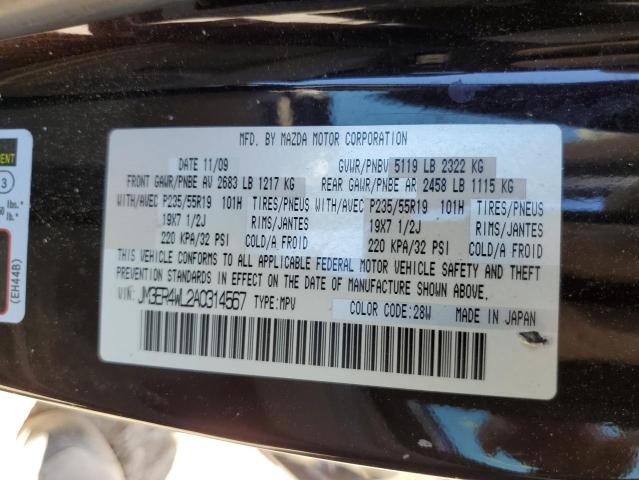 MFD. BY MAZDA MOTOR CORPORATION
DATE 11/09 GVWR/PNBV 5119 LB 2322 KG
FRONT GAWR/PNBE AV 2683 LB 1217 KG REAR GAWR/PNBE AR 2458 LB 1115 KG
WITH/AVEC P235/55R19 101H TIRES/PNEUS WITH/AVEC P235/55R19 101H TIRES/PNEUS
19X7 1/2J RIMS/JANTES 19X7 1/2J RIMS/JANTES
220 KPA/32 PSI COLD/A FROID 220 KPA/32 PSI COLD/A FROID
THIS VEHICLE CONFORMS TO ALL APPLICABLE FEDERAL MOTOR VEHICLE SAFETY AND THEFT
PREVENTION STANDARDS IN EFFECT ON THE DATE OF MANUFACTURE SHOWN ABOVE.
VIN: JM3ER4WL2A0314567 TYPE:MPV
COLOR CODE:28W MADE IN JAPAN
3
lbs.*
(EH44B)